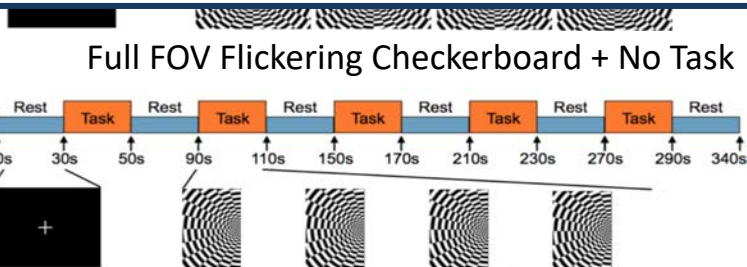 Full FOV Flickering Checkerboard + No Task
Rest Task Rest Task Rest Task Rest Task Rest Task Rest
30s 50s 90s 110s 150s 170s 210s 230s 270s 290s 340s